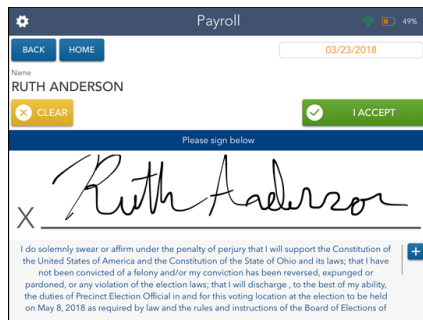 Payroll
49%
BACK
HOME
03/23/2018
Name
RUTH ANDERSON
CLEAR
I ACCEPT
Please sign below
Ruth Anderson
X
I do solemnly swear or affirm under the penalty of perjury that I will support the Constitution of
the United States of America and the Constitution of the State of Ohio and its laws; that I have
not been convicted of a felony and/or my conviction has been reversed, expunged or
pardoned, or any violation of the election laws; that I will discharge , to the best of my ability,
the duties of Precinct Election Official in and for this voting location at the election to be held
on May 8, 2018 as required by law and the rules and instructions of the Board of Elections of